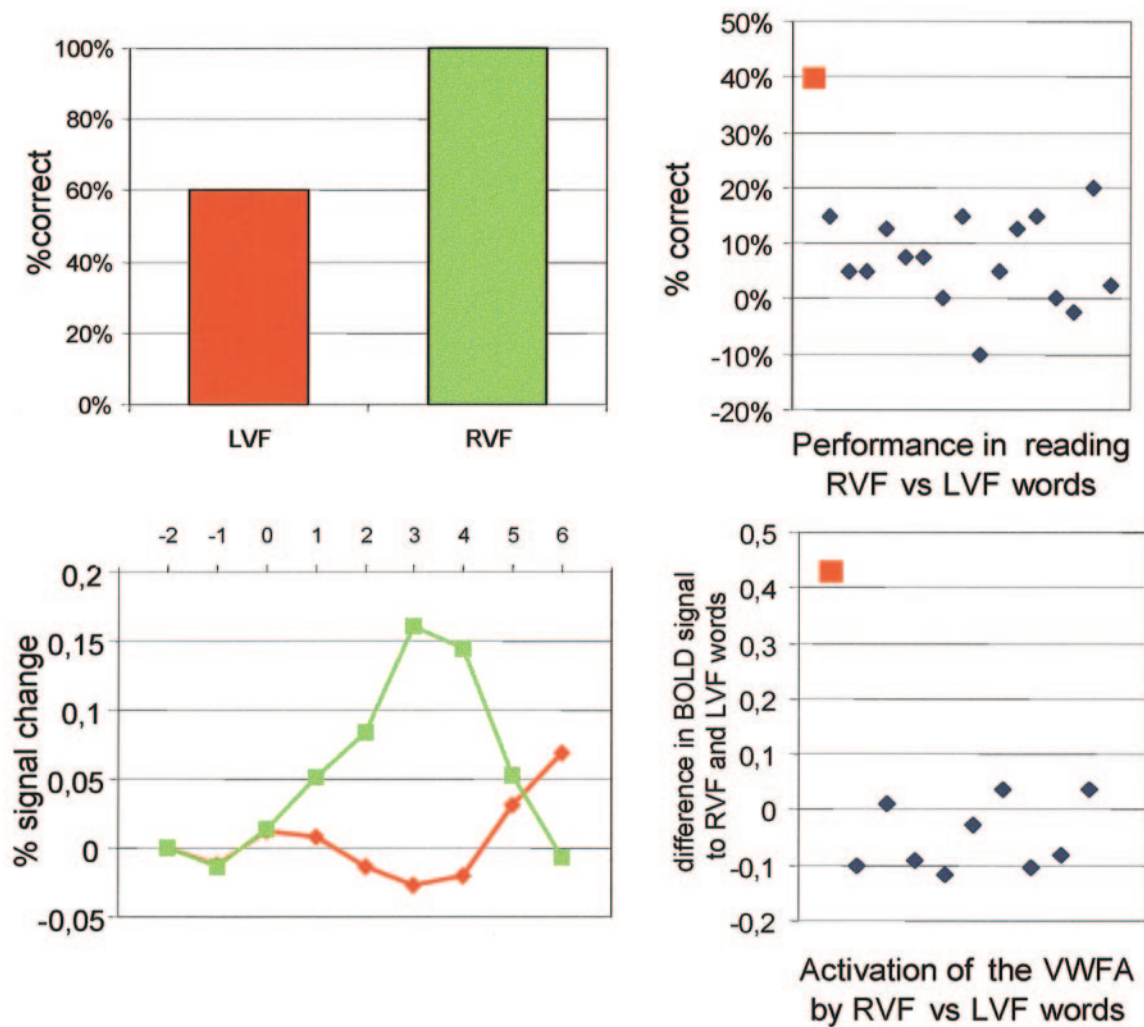 100%
80%
60%
40%
20%
0%
%correct
LVF RVF
50%
40%
30%
20%
10%
0%
-10%
-20%
% correct
Performance in reading
RVF vs LVF words
-2 -1 0 1 2 3 4 5 6
0,2
0,15
0,1
0,05
0
-0,05
% signal change
0,5
0,4
0,3
0,2
0,1
0
-0,1
-0,2
difference in BOLD signal
to RVF and LVF words
Activation of the VWFA
by RVF vs LVF words